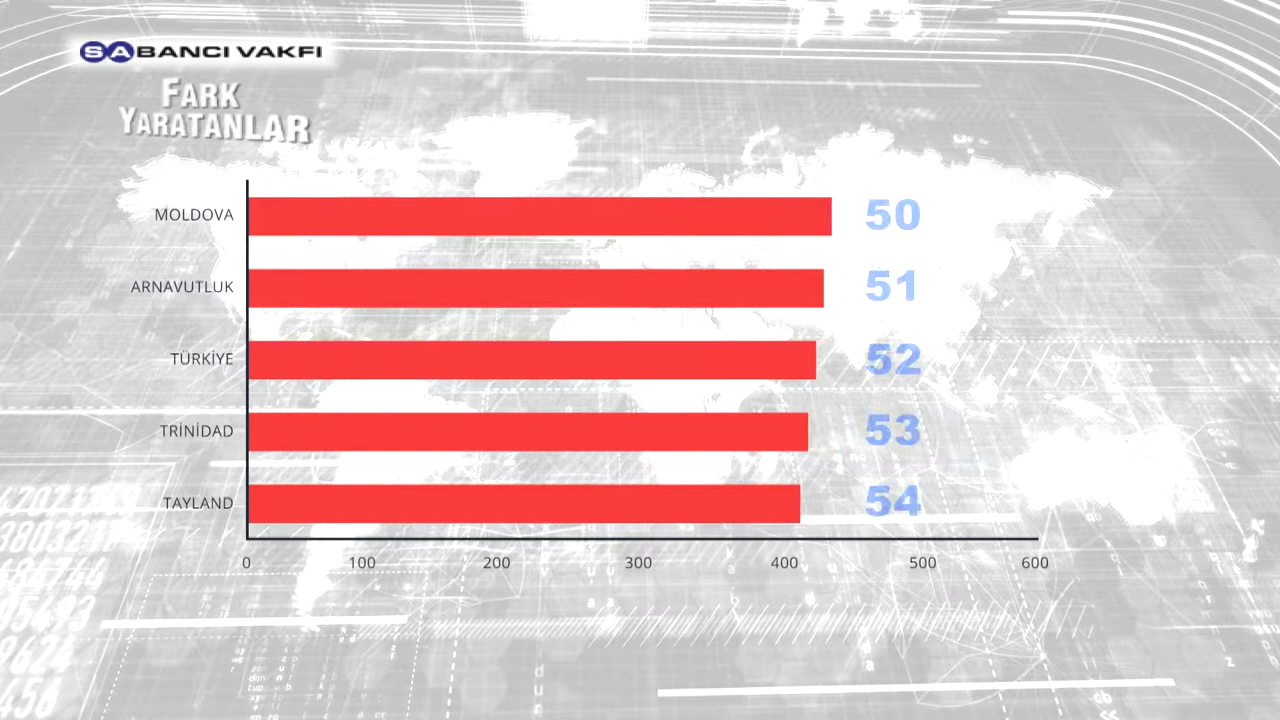 SABANCI VAKFI
FARK
YARATANLAR
MOLDOVA 50
ARNAVUTLUK 51
TÜRKİYE 52
TRİNİDAD 53
TAYLAND 54
0 100 200 300 400 500 600